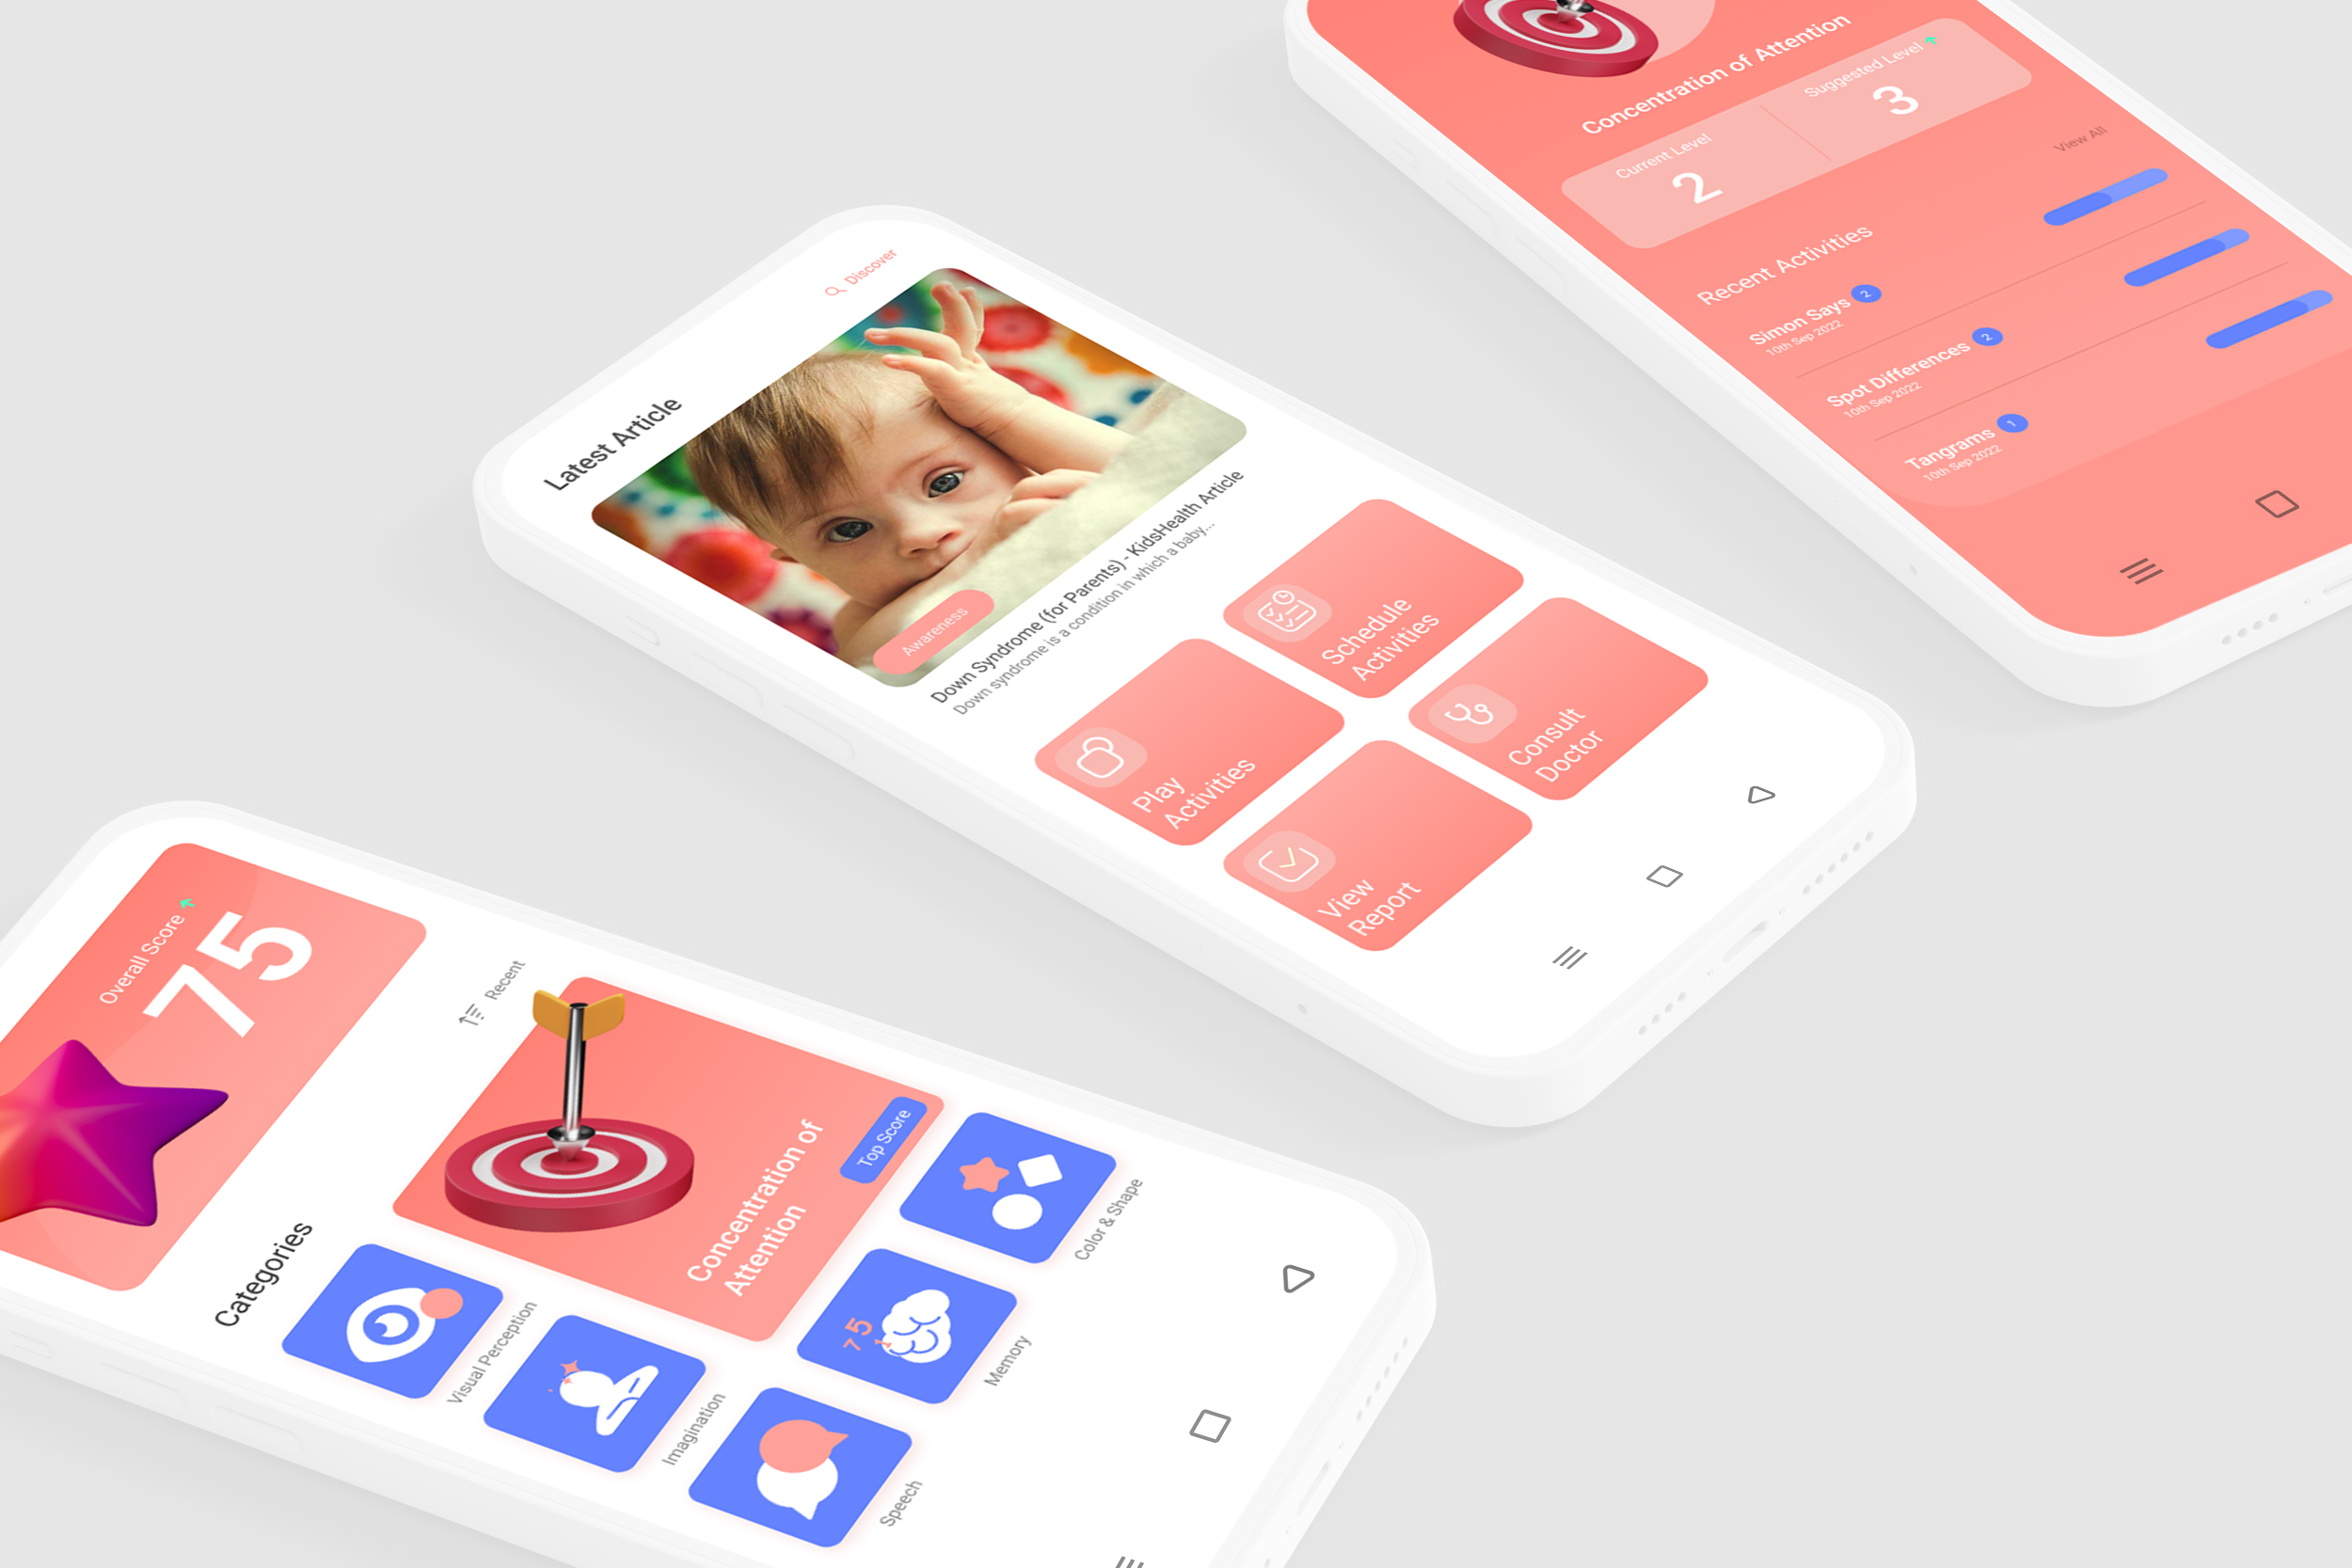 Concentration of Attention
Current Level
2
Suggested Level
3
View All
Recent Activities
Simon Says 2
10th Sep 2022
Spot Differences 2
10th Sep 2022
Tangrams 1
10th Sep 2022
Discover
Latest Article
Awareness
Down Syndrome (for Parents) - KidsHealth Article
Down syndrome is a condition in which a baby...
Play
Activities
Schedule
Activities
View
Report
Consult
Doctor
Overall Score
75
Categories
Recent
Concentration of
Attention
Top Score
Visual Perception
Imagination
Speech
75
Memory
Color & Shape